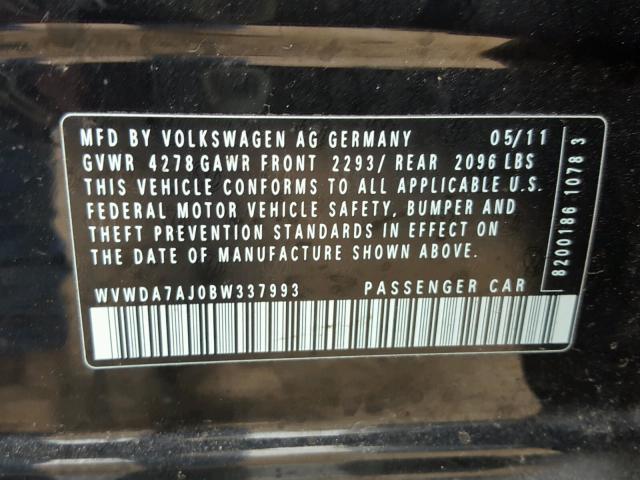 MFD BY VOLKSWAGEN AG GERMANY 05/11
GVWR 4278 GAWR FRONT 2293/ REAR 2096 LBS
THIS VEHICLE CONFORMS TO ALL APPLICABLE U.S.
FEDERAL MOTOR VEHICLE SAFETY, BUMPER AND
THEFT PREVENTION STANDARDS IN EFFECT ON
THE DATE OF MANUFACTURE SHOWN ABOVE.
WVWDA7AJ0BW337993 PASSENGER CAR
8200186 1078 3